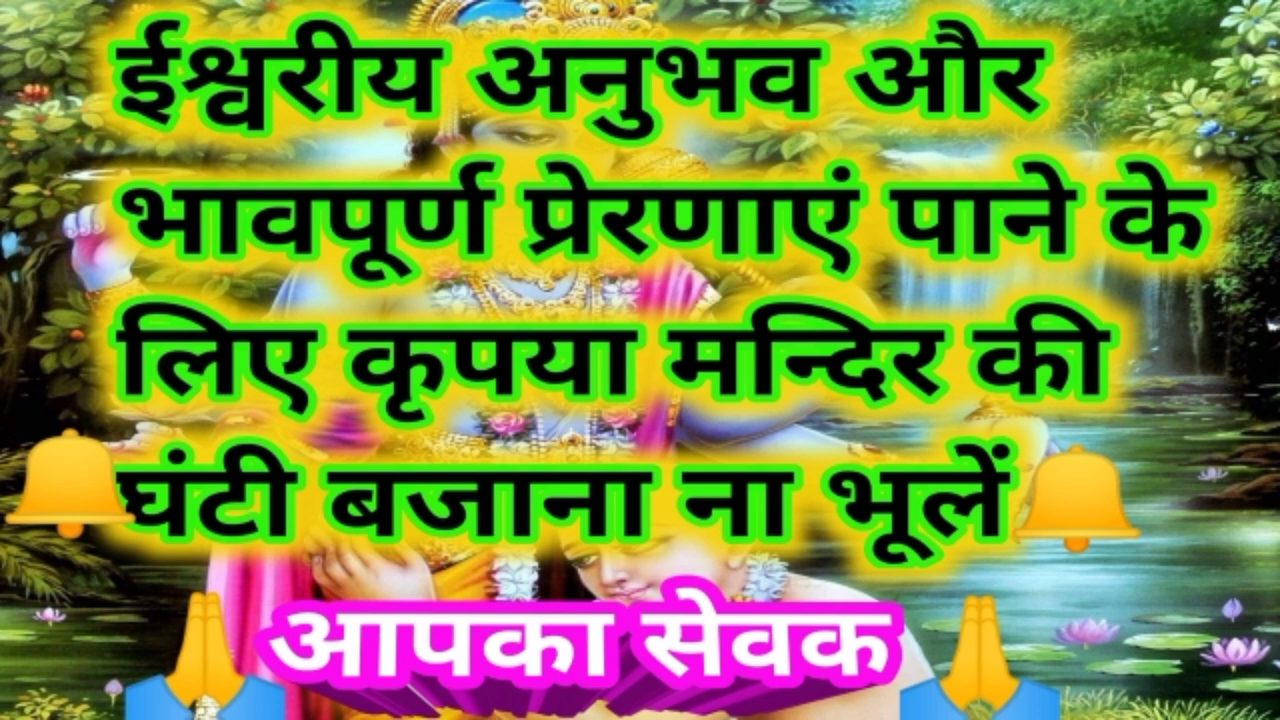 ईश्वरीय अनुभव और
भावपूर्ण प्रेरणाएं पाने के
लिए कृपया मन्दिर की
घंटी बजाना ना भूलें
आपका सेवक